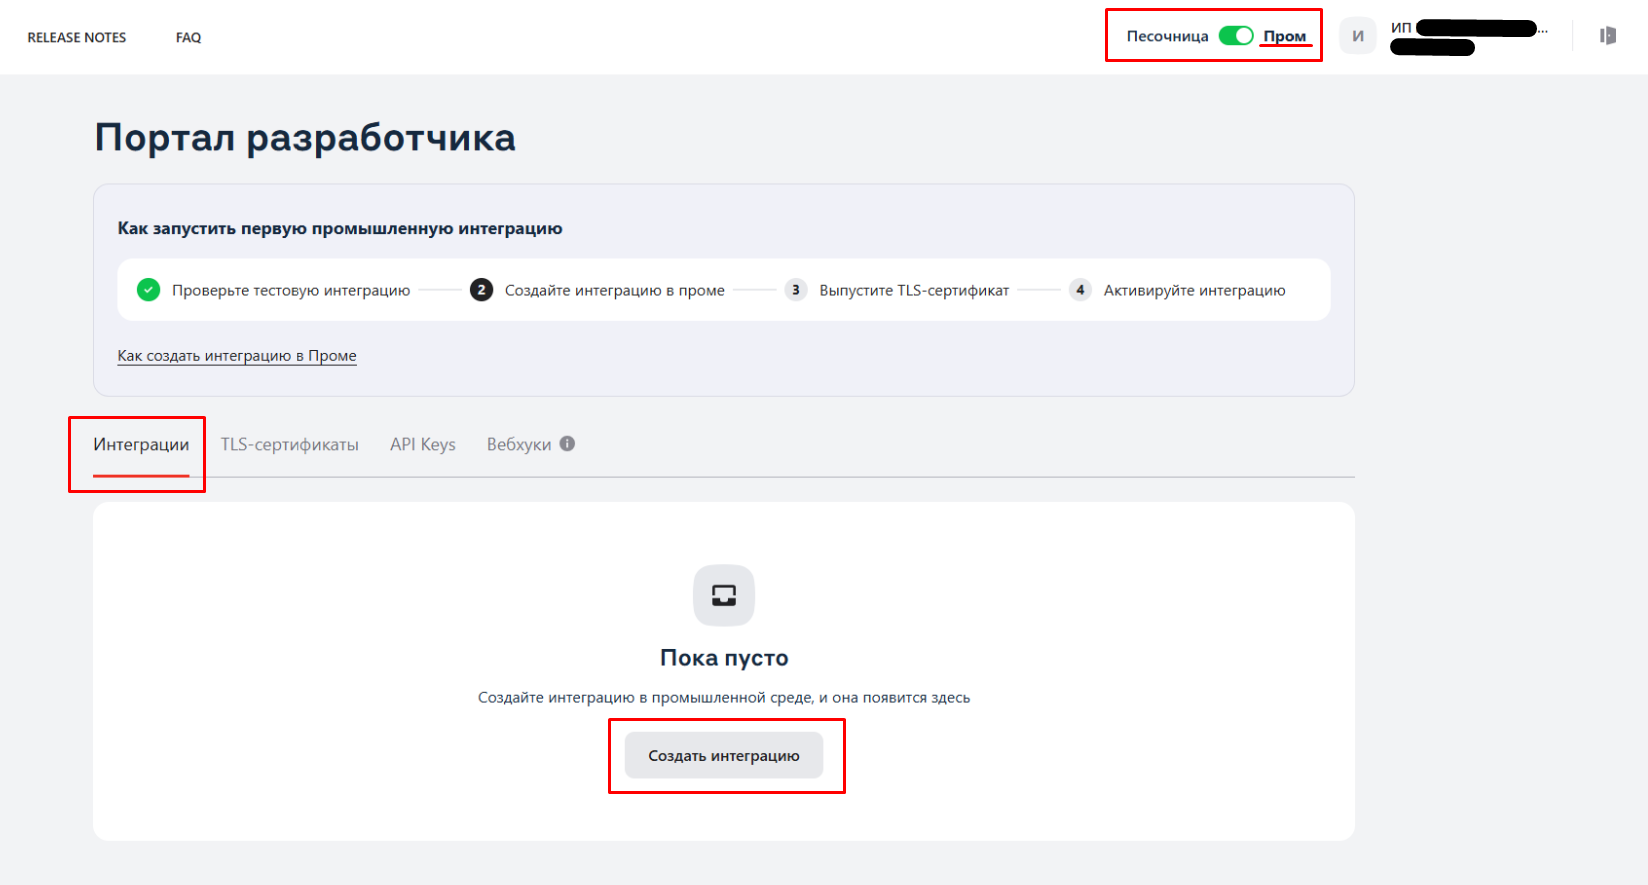 RELEASE NOTES FAQ Песочница Пром И ИП ...
Портал разработчика
Как запустить первую промышленную интеграцию
Проверьте тестовую интеграцию 2 Создайте интеграцию в проме 3 Выпустите TLS-сертификат 4 Активируйте интеграцию
Как создать интеграцию в Проме
Интеграции TLS-сертификаты API Keys Вебхуки
Пока пусто
Создайте интеграцию в промышленной среде, и она появится здесь
Создать интеграцию